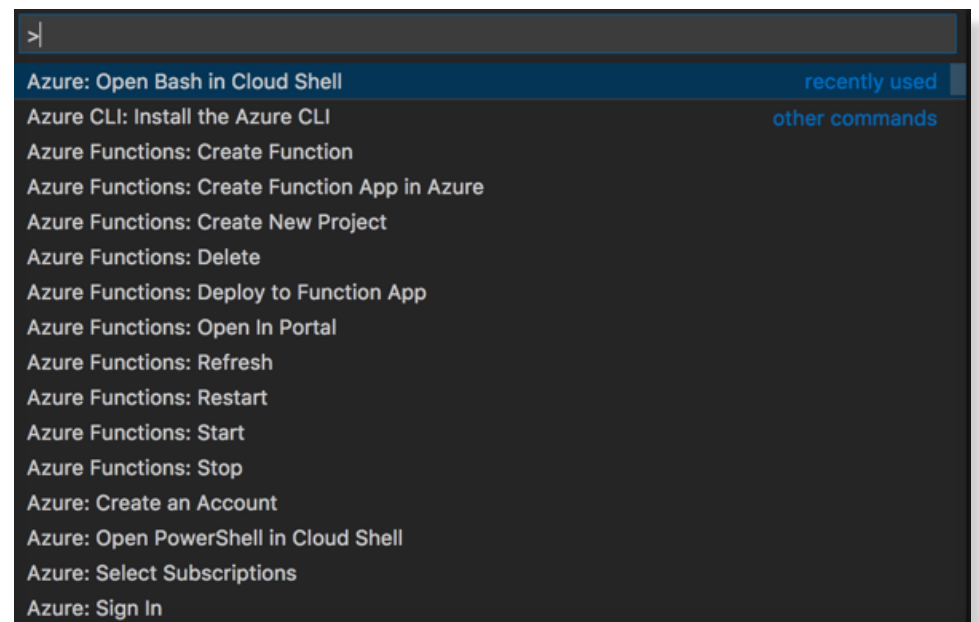 >
Azure: Open Bash in Cloud Shell recently used
Azure CLI: Install the Azure CLI other commands
Azure Functions: Create Function
Azure Functions: Create Function App in Azure
Azure Functions: Create New Project
Azure Functions: Delete
Azure Functions: Deploy to Function App
Azure Functions: Open In Portal
Azure Functions: Refresh
Azure Functions: Restart
Azure Functions: Start
Azure Functions: Stop
Azure: Create an Account
Azure: Open PowerShell in Cloud Shell
Azure: Select Subscriptions
Azure: Sign In